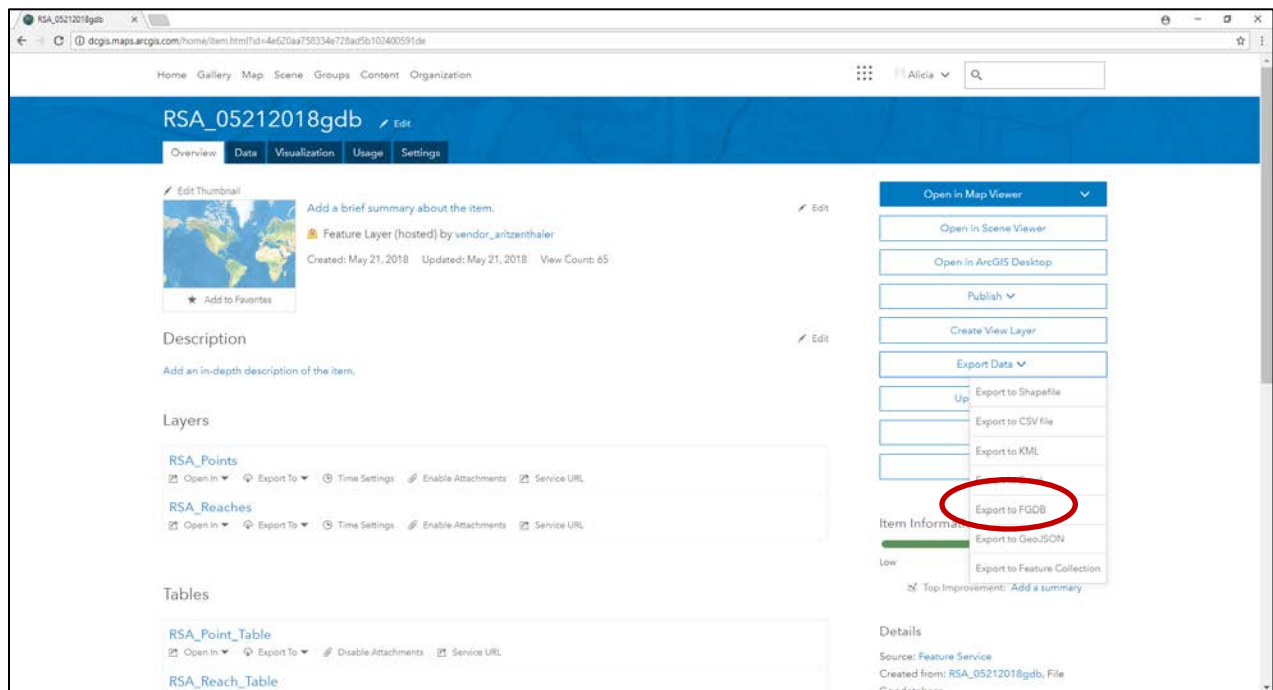 RSA_05212018gdb
dcgis.maps.arcgis.com/home/item.html?id=4e620aa758334e728ad5b102400591de
Home Gallery Map Scene Groups Content Organization
Alicia
RSA_05212018gdb Edit
Overview Data Visualization Usage Settings
Edit Thumbnail
Add a brief summary about the item.
Edit
Feature Layer (hosted) by vendor_aritzenthaler
Created: May 21, 2018 Updated: May 21, 2018 View Count: 65
Add to Favorites
Description
Edit
Add an in-depth description of the item.
Layers
RSA_Points
Open In Export To Time Settings Enable Attachments Service URL
RSA_Reaches
Open In Export To Time Settings Enable Attachments Service URL
Tables
RSA_Point_Table
Open In Export To Disable Attachments Service URL
RSA_Reach_Table
Open in Map Viewer
Open in Scene Viewer
Open in ArcGIS Desktop
Publish
Create View Layer
Export Data
Up
Export to Shapefile
Export to CSV file
Export to KML
Export to FGDB
Export to GeoJSON
Export to Feature Collection
Item Informati
Low
Top Improvement: Add a summary
Details
Source: Feature Service
Created from: RSA_05212018gdb, File